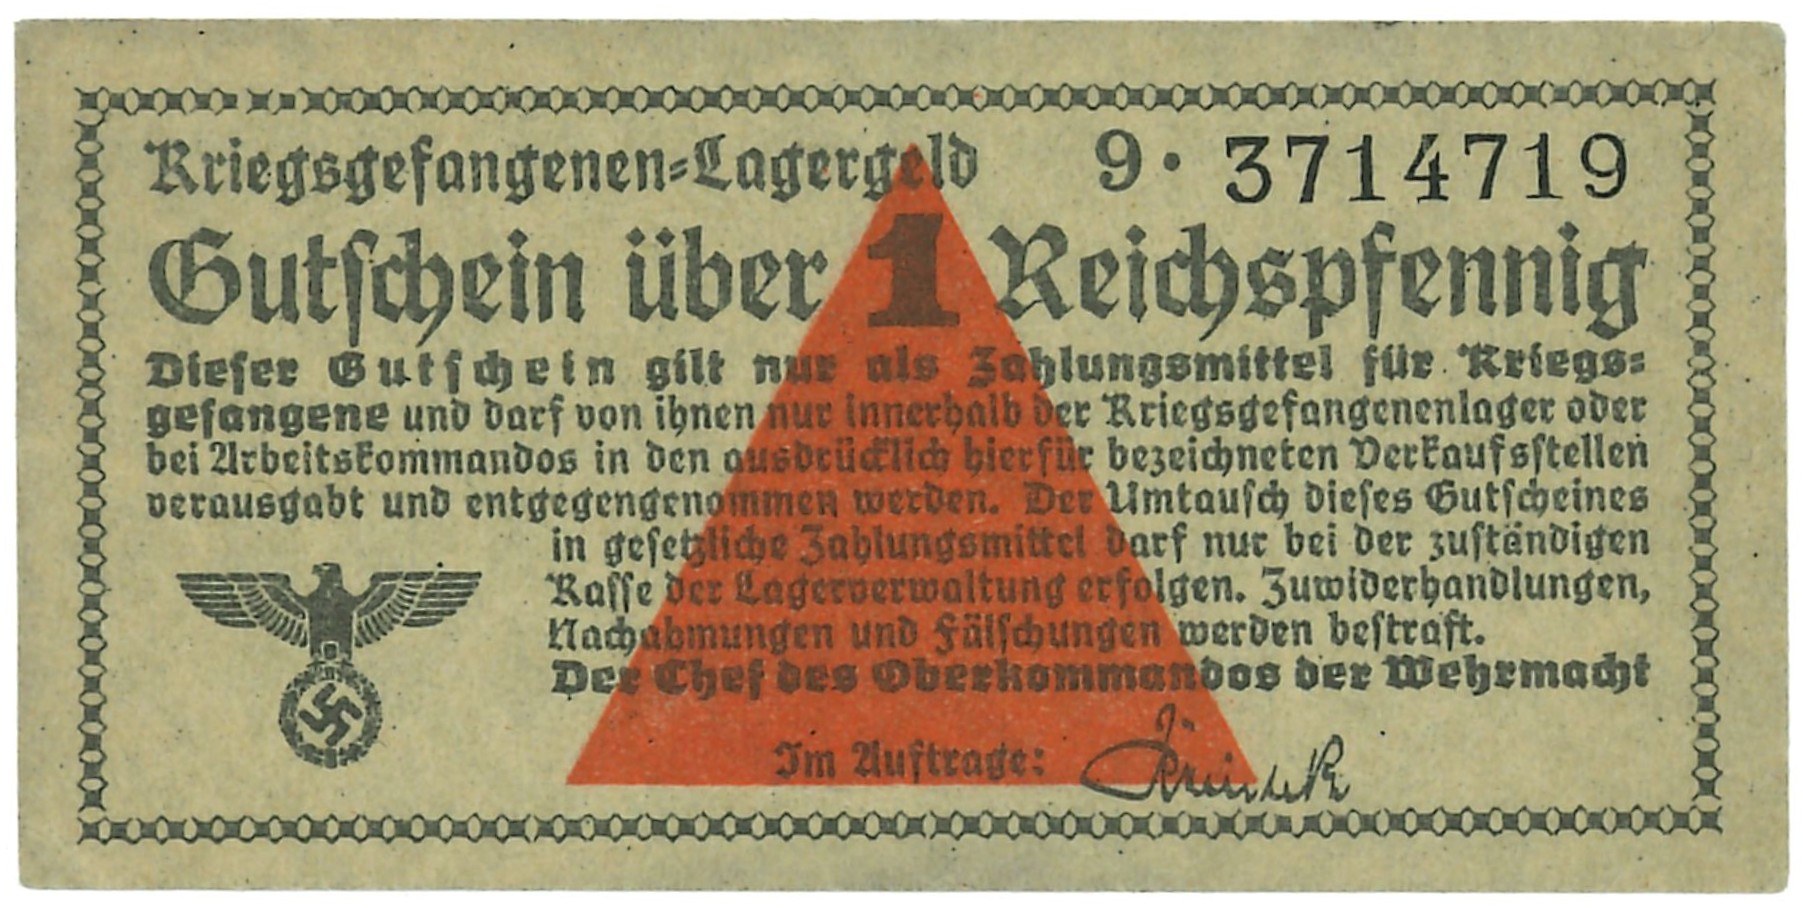 Kriegsgefangenen=Lagergeld 9 · 3714719
Gutschein über 1 Reichspfennig
Dieser Gutschein gilt nur als Zahlungsmittel für Kriegs=
gefangene und darf von ihnen nur innerhalb der Kriegsgefangenenlager oder
bei Arbeitskommandos in den ausdrücklich hierfür bezeichneten Verkaufsstellen
verausgabt und entgegengenommen werden. Der Umtausch dieses Gutscheines
in gesetzliche Zahlungsmittel darf nur bei der zuständigen
Kasse der Lagerverwaltung erfolgen. Zuwiderhandlungen,
Nachahmungen und Fälschungen werden bestraft.
Der Chef des Oberkommandos der Wehrmacht
Im Auftrage: